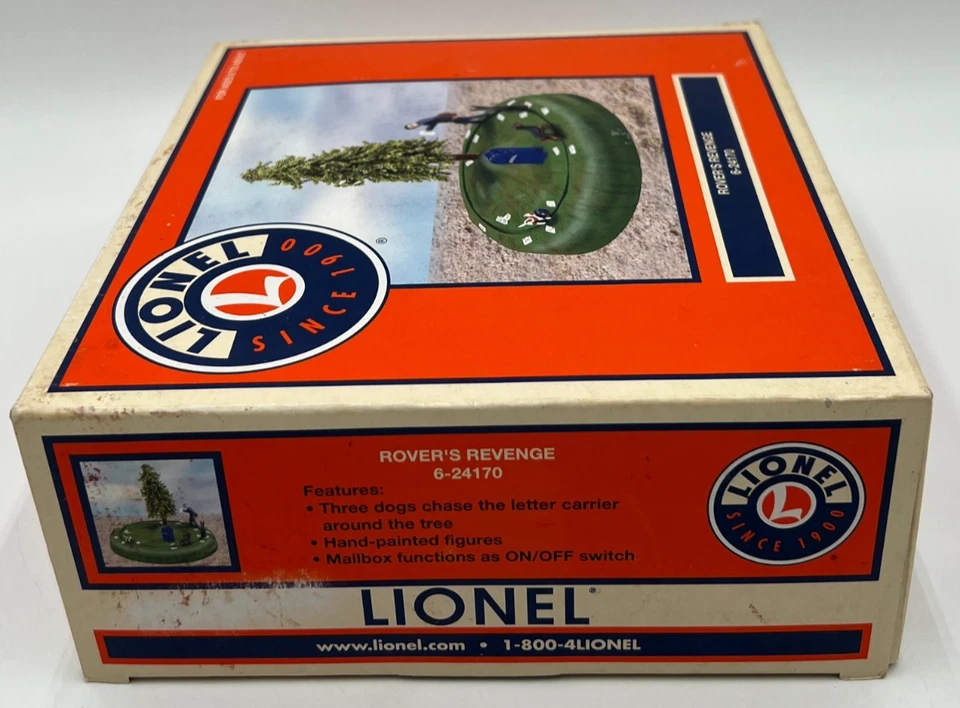 ROVER'S REVENGE
6-24170
LIONEL
SINCE 1900
®
L
ROVER'S REVENGE
6-24170
Features:
• Three dogs chase the letter carrier
around the tree
• Hand-painted figures
• Mailbox functions as ON/OFF switch
LIONEL
SINCE 1900
®
L
LIONEL®
www.lionel.com • 1-800-4LIONEL